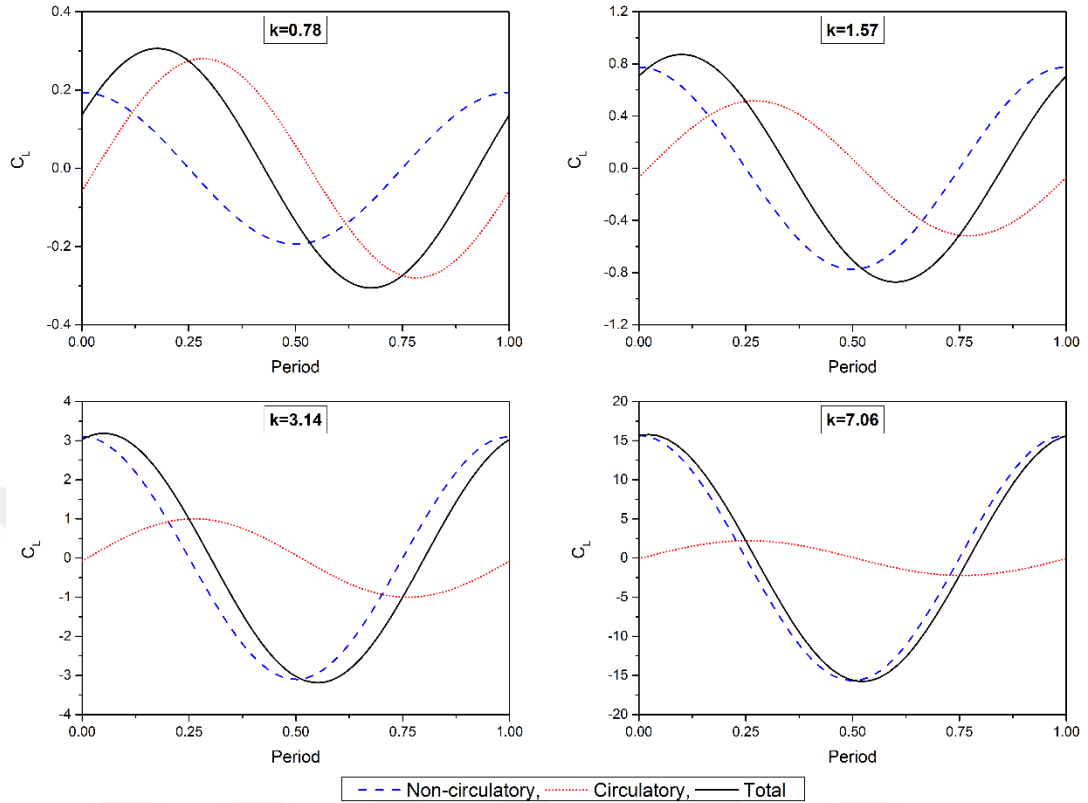 k=0.78
0.4
0.2
0.0
-0.2
-0.4
C_L
0.00 0.25 0.50 0.75 1.00
Period
k=1.57
1.2
0.8
0.4
0.0
-0.4
-0.8
-1.2
C_L
0.00 0.25 0.50 0.75 1.00
Period
k=3.14
4
3
2
1
0
-1
-2
-3
-4
C_L
0.00 0.25 0.50 0.75 1.00
Period
k=7.06
20
15
10
5
0
-5
-10
-15
-20
C_L
0.00 0.25 0.50 0.75 1.00
Period
Non-circulatory, Circulatory, Total